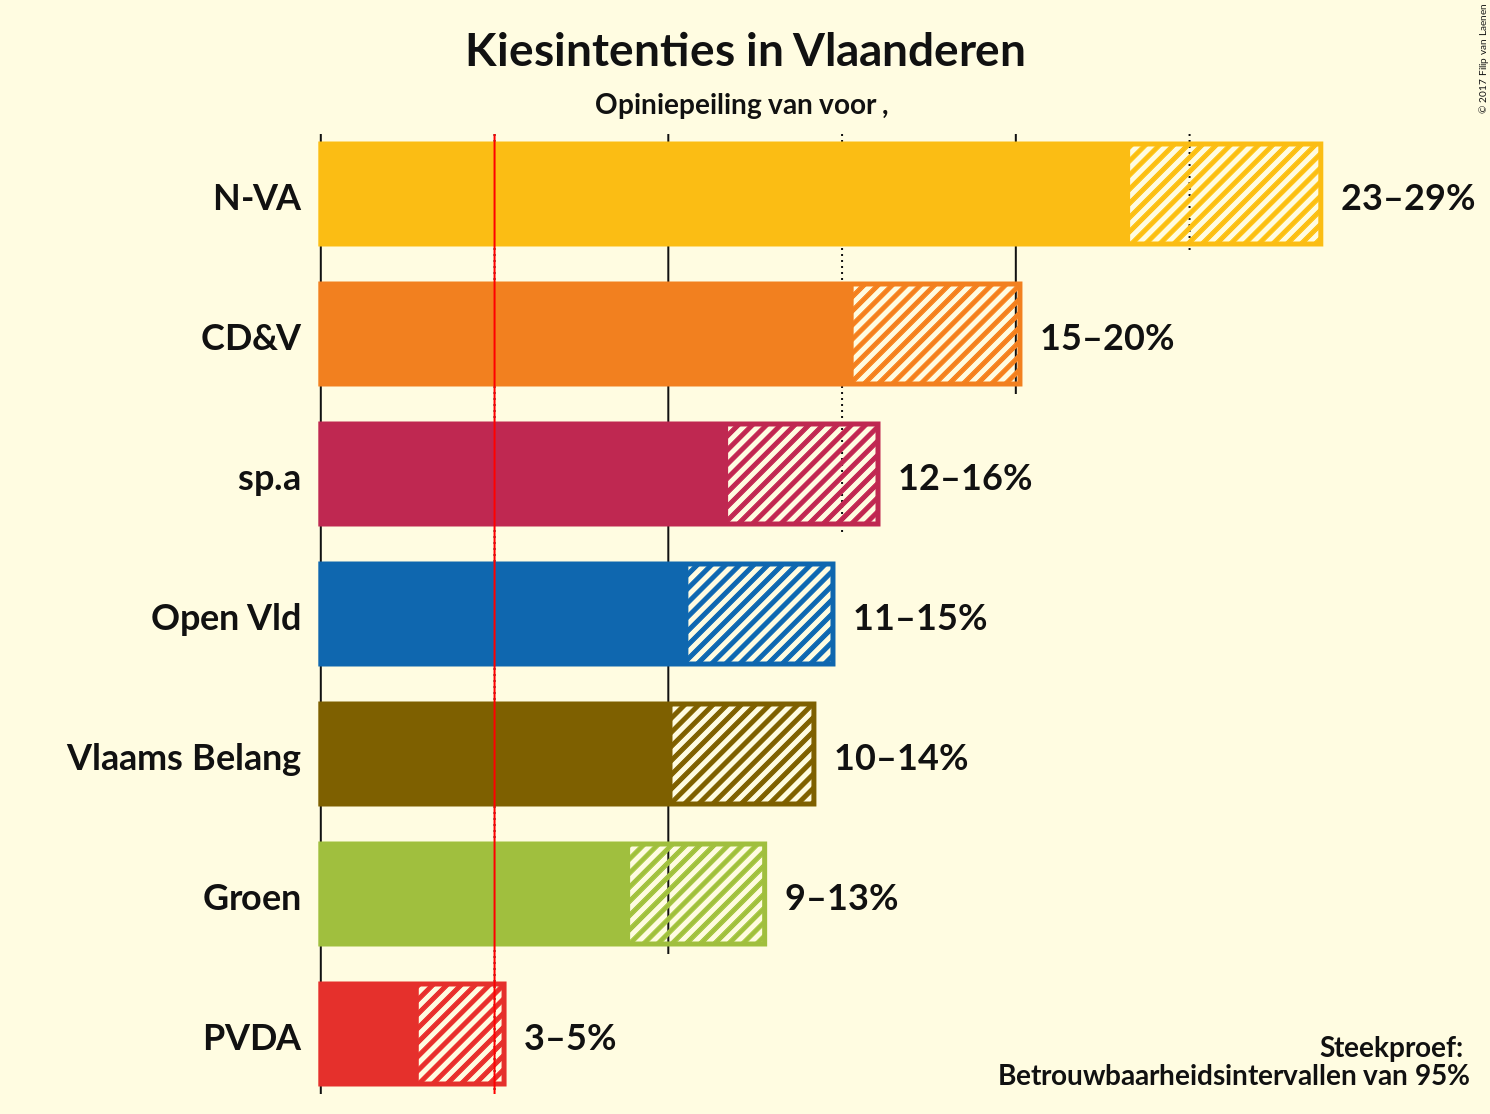 Kiesintenties in Vlaanderen
Opiniepeiling van voor ,
N-VA 23–29%
CD&V 15–20%
sp.a 12–16%
Open Vld 11–15%
Vlaams Belang 10–14%
Groen 9–13%
PVDA 3–5%
Steekproef:
Betrouwbaarheidsintervallen van 95%
© 2017 Filip van Laenen